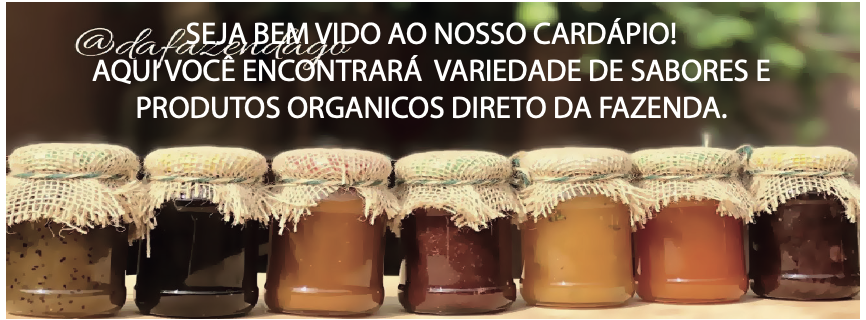 @dafazendago
SEJA BEM VIDO AO NOSSO CARDÁPIO!
AQUI VOCÊ ENCONTRARÁ VARIEDADE DE SABORES E
PRODUTOS ORGANICOS DIRETO DA FAZENDA.